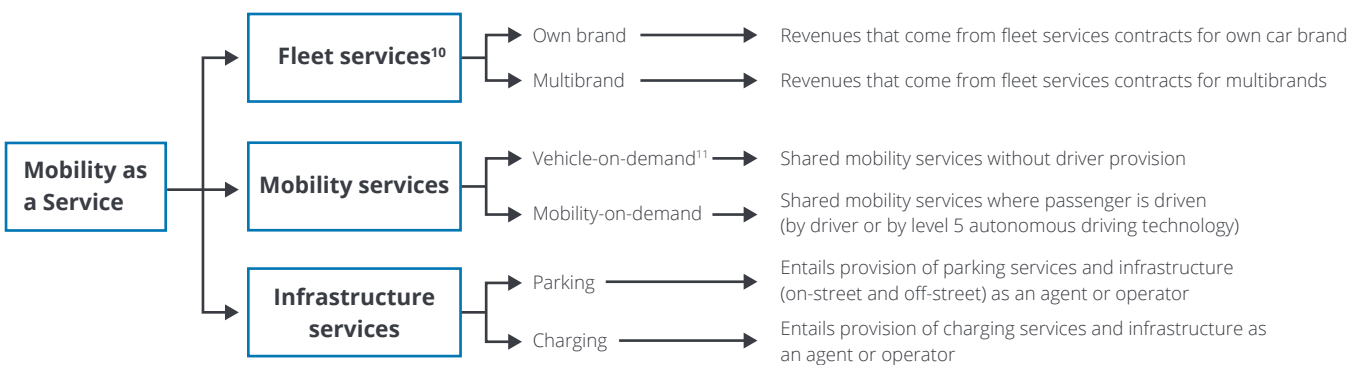 Mobility as
a Service
Fleet services¹⁰
Own brand
Revenues that come from fleet services contracts for own car brand
Multibrand
Revenues that come from fleet services contracts for multibrands
Mobility services
Vehicle-on-demand¹¹
Shared mobility services without driver provision
Mobility-on-demand
Shared mobility services where passenger is driven
(by driver or by level 5 autonomous driving technology)
Infrastructure
services
Parking
Entails provision of parking services and infrastructure
(on-street and off-street) as an agent or operator
Charging
Entails provision of charging services and infrastructure as
an agent or operator